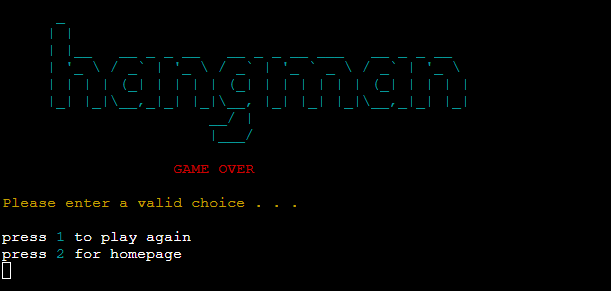 hangman
GAME OVER
Please enter a valid choice . . .
press 1 to play again
press 2 for homepage